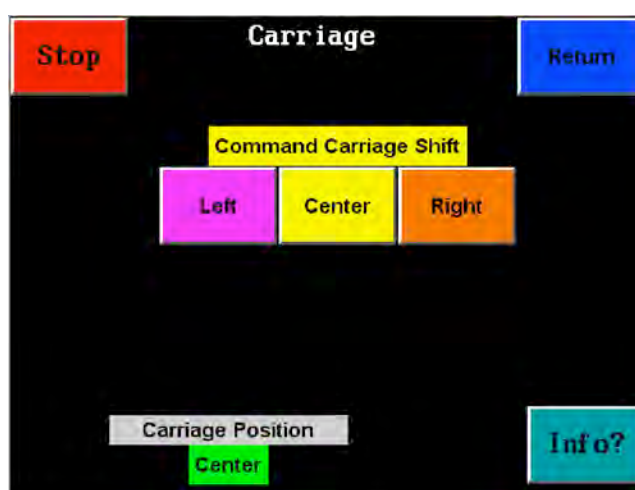 Carriage
Stop
Return
Command Carriage Shift
Left Center Right
Carriage Position
Center
Info?